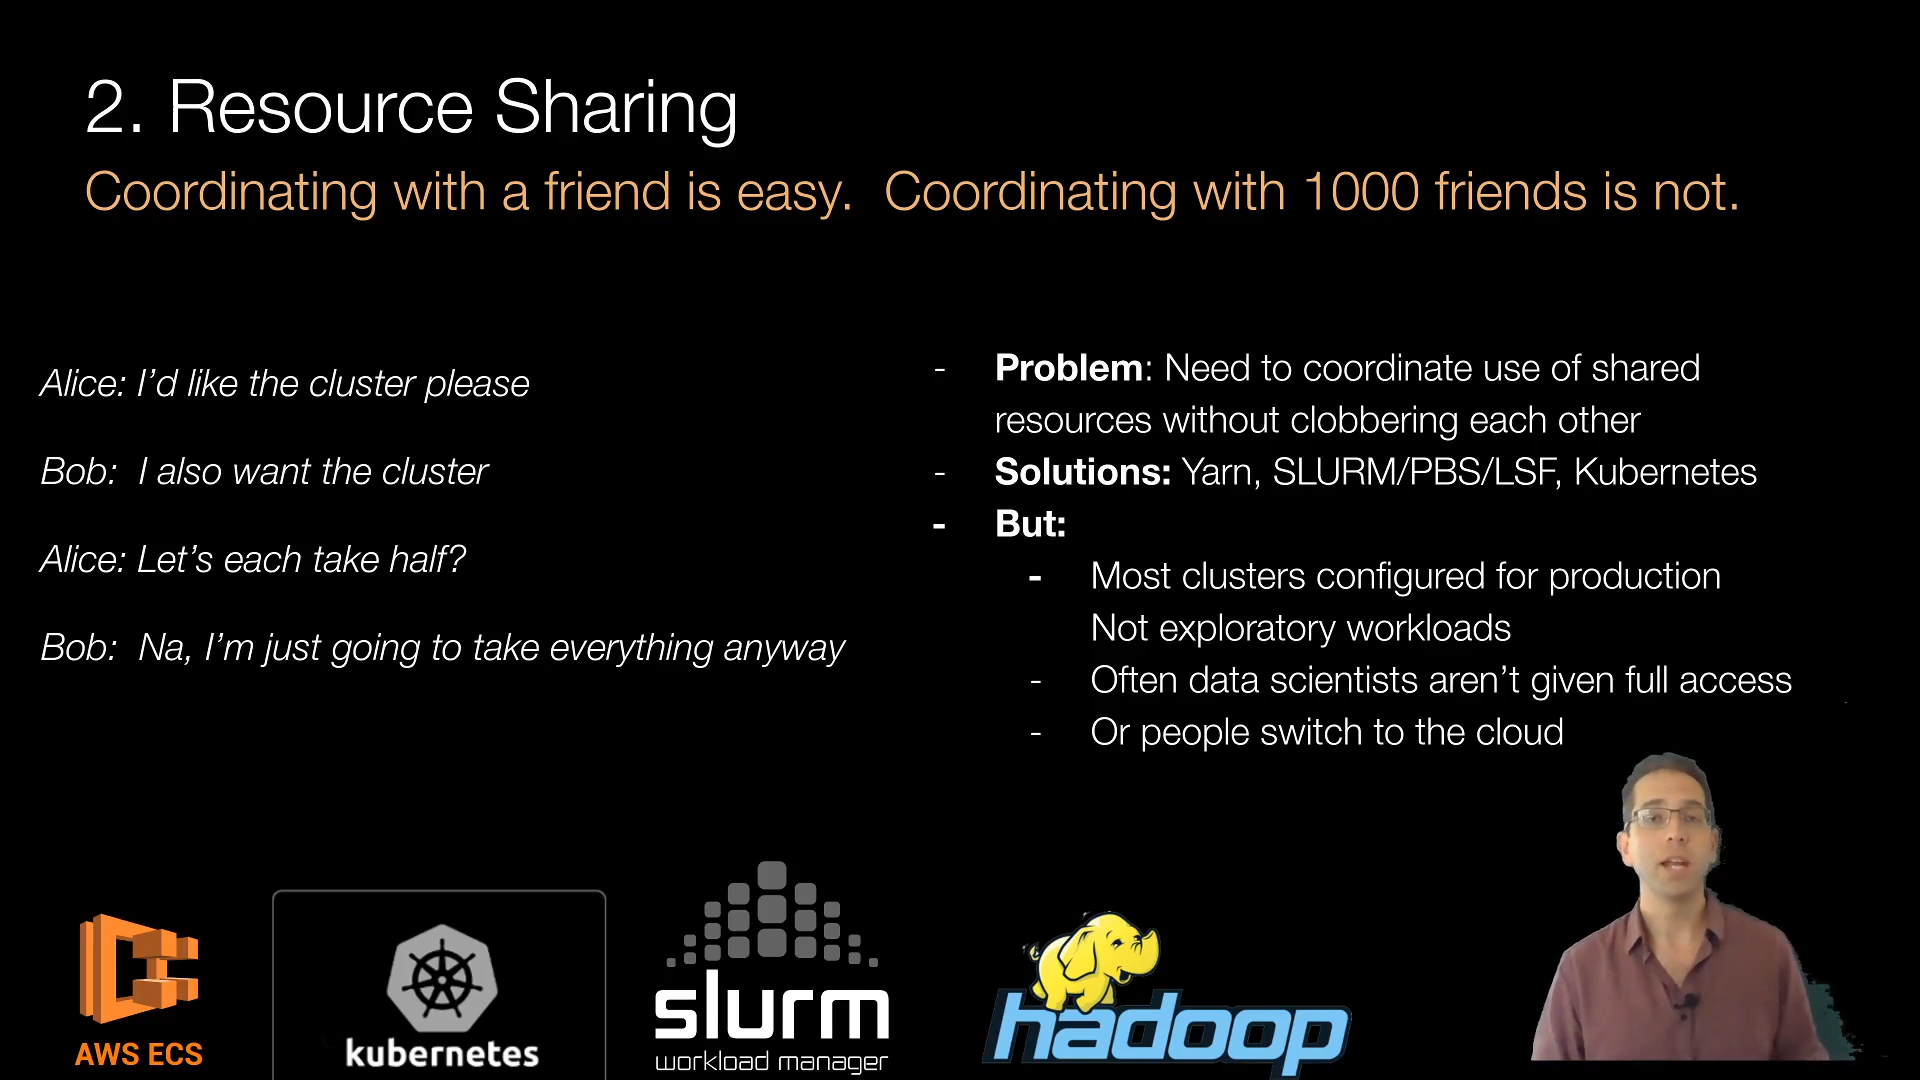 2. Resource Sharing
Coordinating with a friend is easy.  Coordinating with 1000 friends is not.
Alice: I’d like the cluster please
Bob:  I also want the cluster
Alice: Let’s each take half?
Bob:  Na, I’m just going to take everything anyway
- Problem: Need to coordinate use of shared
resources without clobbering each other
- Solutions: Yarn, SLURM/PBS/LSF, Kubernetes
- But:
- Most clusters configured for production
Not exploratory workloads
- Often data scientists aren’t given full access
- Or people switch to the cloud
AWS ECS
kubernetes
slurm
workload manager
hadoop